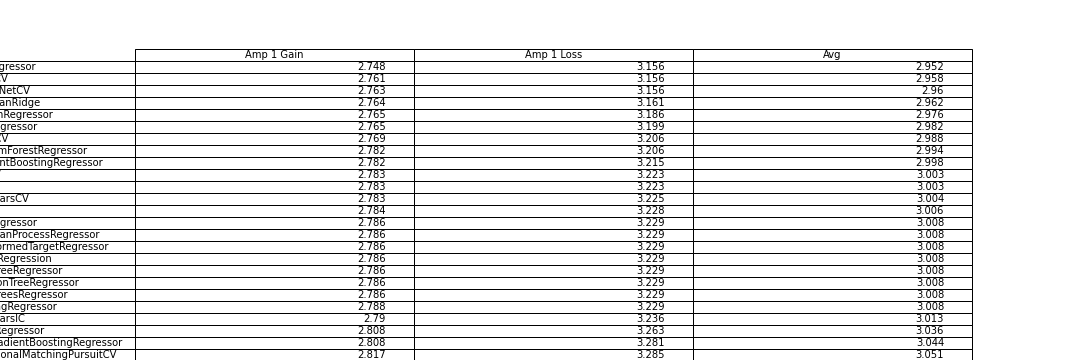 Amp 1 Gain Amp 1 Loss Avg
gressor 2.748 3.156 2.952
CV 2.761 3.156 2.958
NetCV 2.763 3.156 2.96
anRidge 2.764 3.161 2.962
nRegressor 2.765 3.186 2.976
gressor 2.765 3.199 2.982
CV 2.769 3.206 2.988
mForestRegressor 2.782 3.206 2.994
ntBoostingRegressor 2.782 3.215 2.998
2.783 3.223 3.003
2.783 3.223 3.003
arsCV 2.783 3.225 3.004
2.784 3.228 3.006
gressor 2.786 3.229 3.008
anProcessRegressor 2.786 3.229 3.008
ormedTargetRegressor 2.786 3.229 3.008
Regression 2.786 3.229 3.008
reeRegressor 2.786 3.229 3.008
onTreeRegressor 2.786 3.229 3.008
reesRegressor 2.786 3.229 3.008
ngRegressor 2.788 3.229 3.008
arsIC 2.79 3.236 3.013
Regressor 2.808 3.263 3.036
adientBoostingRegressor 2.808 3.281 3.044
onalMatchingPursuitCV 2.817 3.285 3.051